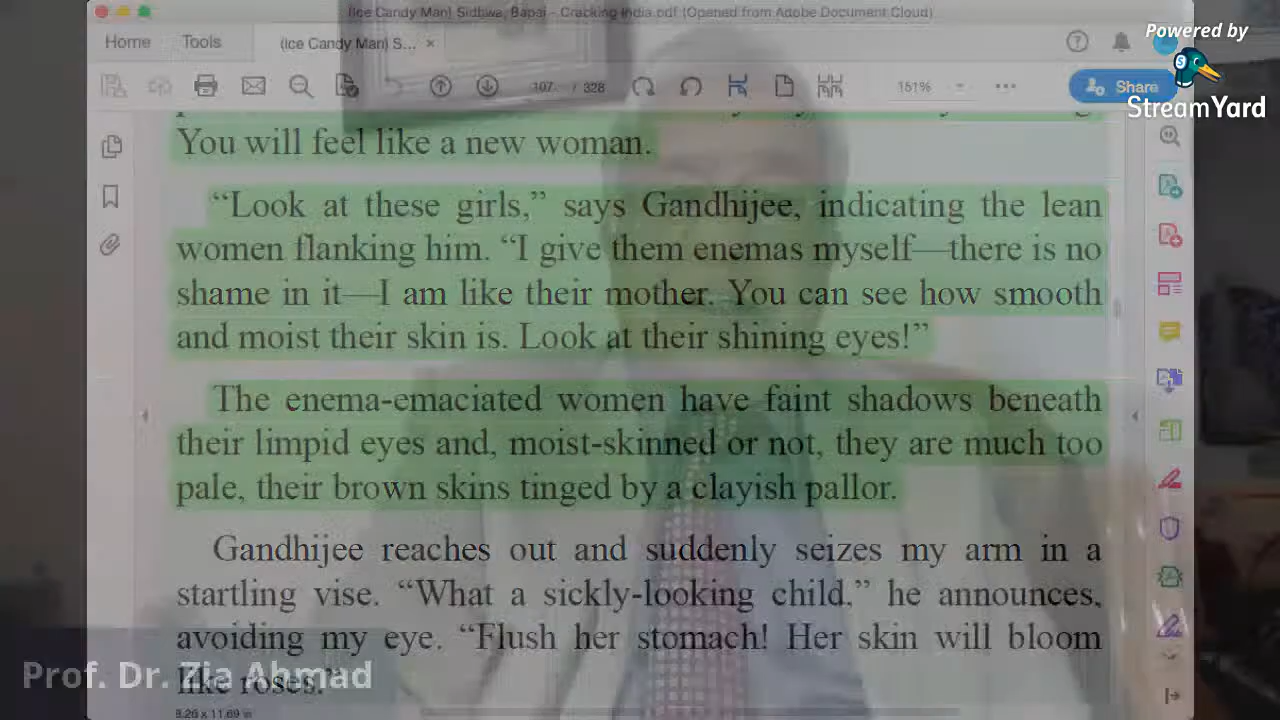 (Ice Candy Man) Sidhwa, Bapsi - Cracking India.pdf (Opened from Adobe Document Cloud)
Powered by
StreamYard
Home Tools (Ice Candy Man) S... ×
107 / 328 151% Share
You will feel like a new woman.
“Look at these girls,” says Gandhijee, indicating the lean
women flanking him. “I give them enemas myself—there is no
shame in it—I am like their mother. You can see how smooth
and moist their skin is. Look at their shining eyes!”
The enema-emaciated women have faint shadows beneath
their limpid eyes and, moist-skinned or not, they are much too
pale, their brown skins tinged by a clayish pallor.
Gandhijee reaches out and suddenly seizes my arm in a
startling vise. “What a sickly-looking child,” he announces,
avoiding my eye. “Flush her stomach! Her skin will bloom
like roses.”
Prof. Dr. Zia Ahmad
8.26 x 11.69 in